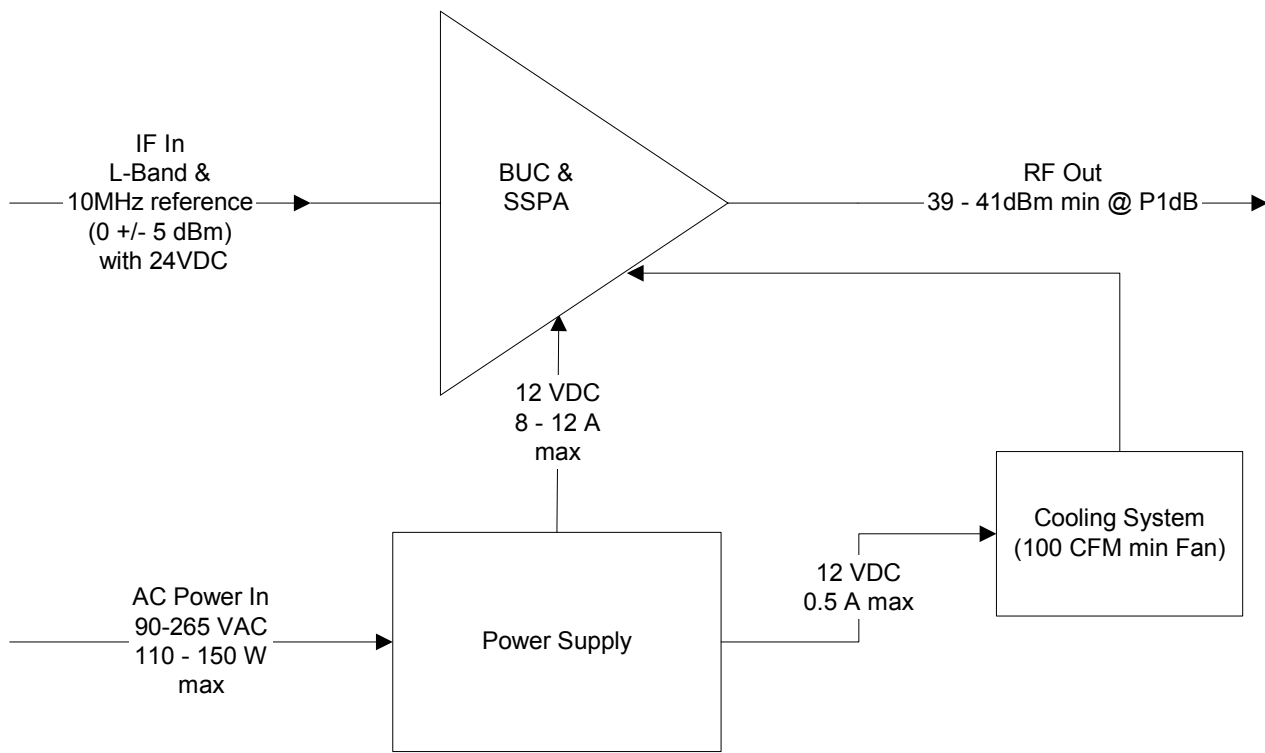 IF In
L-Band &
10MHz reference
(0 +/- 5 dBm)
with 24VDC
BUC &
SSPA
RF Out
39 - 41dBm min @ P1dB
12 VDC
8 - 12 A
max
Cooling System
(100 CFM min Fan)
12 VDC
0.5 A max
AC Power In
90-265 VAC
110 - 150 W
max
Power Supply